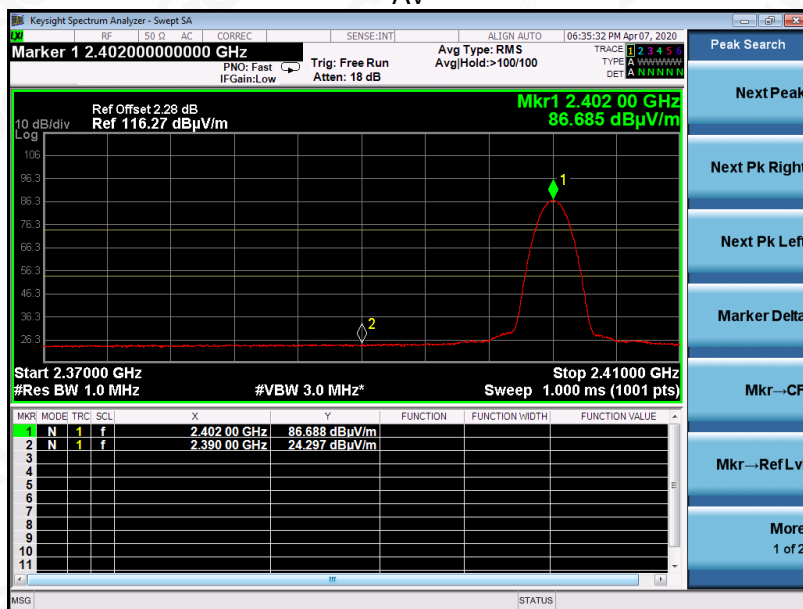 AV
Keysight Spectrum Analyzer - Swept SA
LXI RF 50 Ω AC CORREC SENSE:INT ALIGN AUTO 06:35:32 PM Apr 07, 2020
Marker 1 2.402000000000 GHz
PNO: Fast
IFGain:Low
Trig: Free Run
Atten: 18 dB
Avg Type: RMS
Avg|Hold:>100/100
TRACE 1 2 3 4 5 6
TYPE A WWWWW
DET A N N N N N
Mkr1 2.402 00 GHz
86.685 dBµV/m
Ref Offset 2.28 dB
10 dB/div Ref 116.27 dBµV/m
Log
106
96.3
86.3
76.3
66.3
56.3
46.3
36.3
26.3
1
2
Start 2.37000 GHz
Stop 2.41000 GHz
#Res BW 1.0 MHz
#VBW 3.0 MHz*
Sweep 1.000 ms (1001 pts)
MKR MODE TRC SCL X Y FUNCTION FUNCTION WIDTH FUNCTION VALUE
1 N 1 f 2.402 00 GHz 86.688 dBµV/m
2 N 1 f 2.390 00 GHz 24.297 dBµV/m
3
4
5
6
7
8
9
10
11
MSG
STATUS
Peak Search
Next Peak
Next Pk Right
Next Pk Left
Marker Delta
Mkr→CF
Mkr→Ref Lv
More
1 of 2